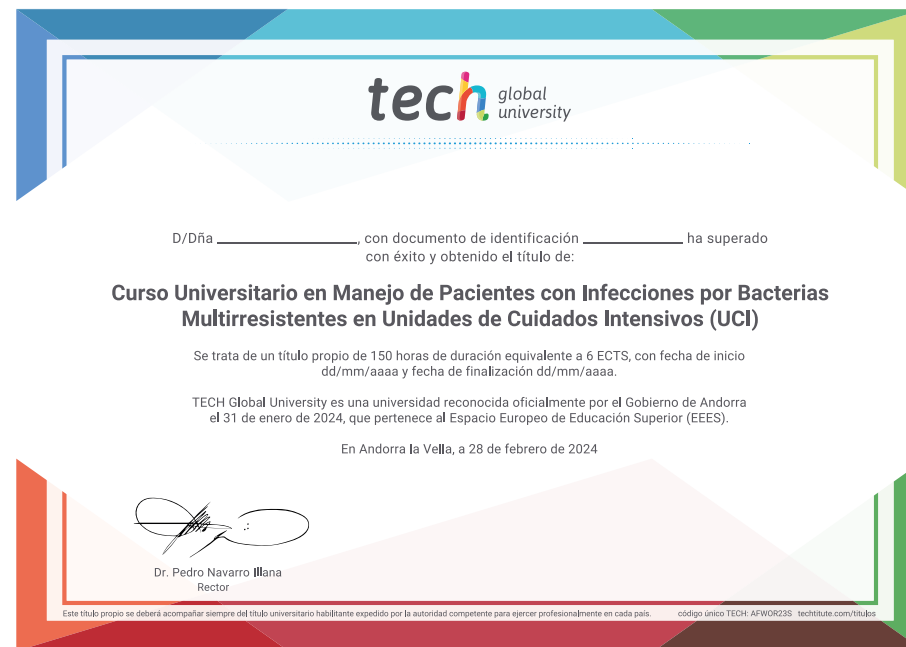 tech global university
D/Dña ____________________, con documento de identificación ______________ ha superado
con éxito y obtenido el título de:
Curso Universitario en Manejo de Pacientes con Infecciones por Bacterias
Multirresistentes en Unidades de Cuidados Intensivos (UCI)
Se trata de un título propio de 150 horas de duración equivalente a 6 ECTS, con fecha de inicio
dd/mm/aaaa y fecha de finalización dd/mm/aaaa.
TECH Global University es una universidad reconocida oficialmente por el Gobierno de Andorra
el 31 de enero de 2024, que pertenece al Espacio Europeo de Educación Superior (EEES).
En Andorra la Vella, a 28 de febrero de 2024
Dr. Pedro Navarro Illana
Rector
Este título propio se deberá acompañar siempre del título universitario habilitante expedido por la autoridad competente para ejercer profesionalmente en cada país. código único TECH: AFWOR23S techtitute.com/titulos